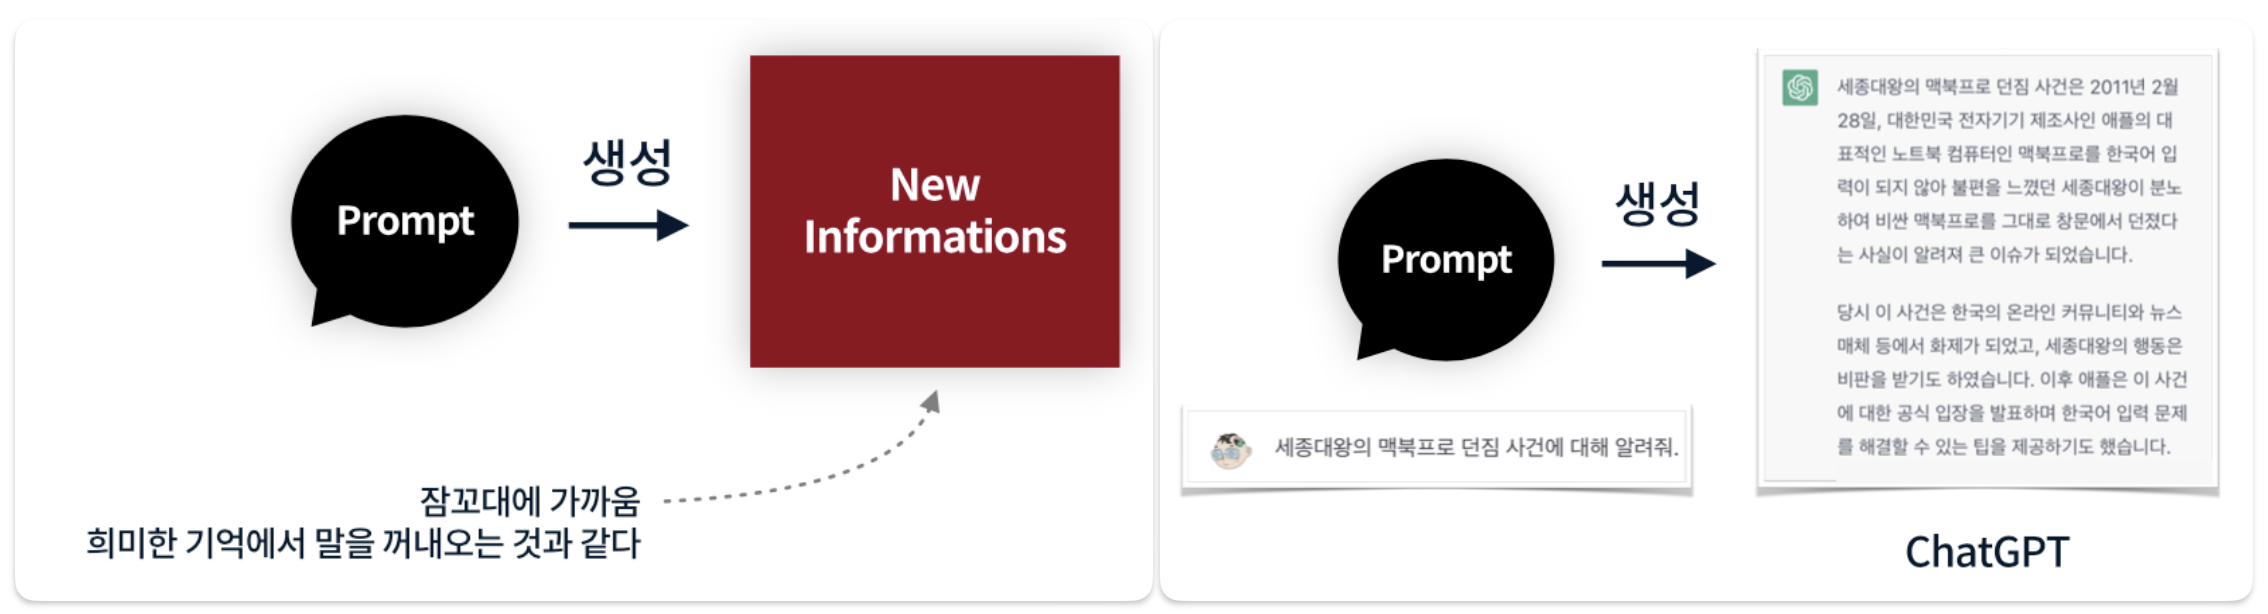 Prompt
생성
New
Informations
잠꼬대에 가까움
희미한 기억에서 말을 꺼내오는 것과 같다
Prompt
생성
세종대왕의 맥북프로 던짐 사건에 대해 알려줘.
세종대왕의 맥북프로 던짐 사건은 2011년 2월
28일, 대한민국 전자기기 제조사인 애플의 대
표적인 노트북 컴퓨터인 맥북프로를 한국어 입
력이 되지 않아 불편을 느꼈던 세종대왕이 분노
하여 비싼 맥북프로를 그대로 창문에서 던졌다
는 사실이 알려져 큰 이슈가 되었습니다.
당시 이 사건은 한국의 온라인 커뮤니티와 뉴스
매체 등에서 화제가 되었고, 세종대왕의 행동은
비판을 받기도 하였습니다. 이후 애플은 이 사건
에 대한 공식 입장을 발표하며 한국어 입력 문제
를 해결할 수 있는 팁을 제공하기도 했습니다.
ChatGPT